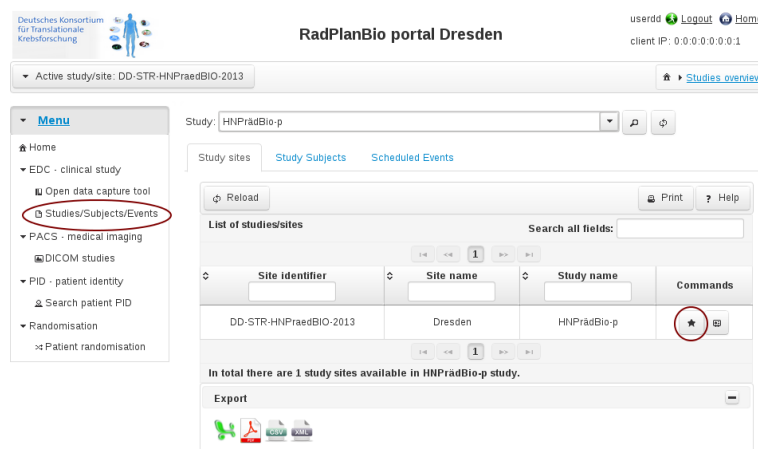 Deutsches Konsortium
für Translationale
Krebsforschung
RadPlanBio portal Dresden
userdd Logout Home
client IP: 0:0:0:0:0:0:0:1
Active study/site: DD-STR-HNPraedBIO-2013
Studies overview
Menu
Home
EDC - clinical study
Open data capture tool
Studies/Subjects/Events
PACS - medical imaging
DICOM studies
PID - patient identity
Search patient PID
Randomisation
Patient randomisation
Study: HNPrädBio-p
Study sites Study Subjects Scheduled Events
Reload Print ? Help
List of studies/sites Search all fields:
1
Site identifier Site name Study name Commands
DD-STR-HNPraedBIO-2013 Dresden HNPrädBio-p
1
In total there are 1 study sites available in HNPrädBio-p study.
Export
PDF CSV XML